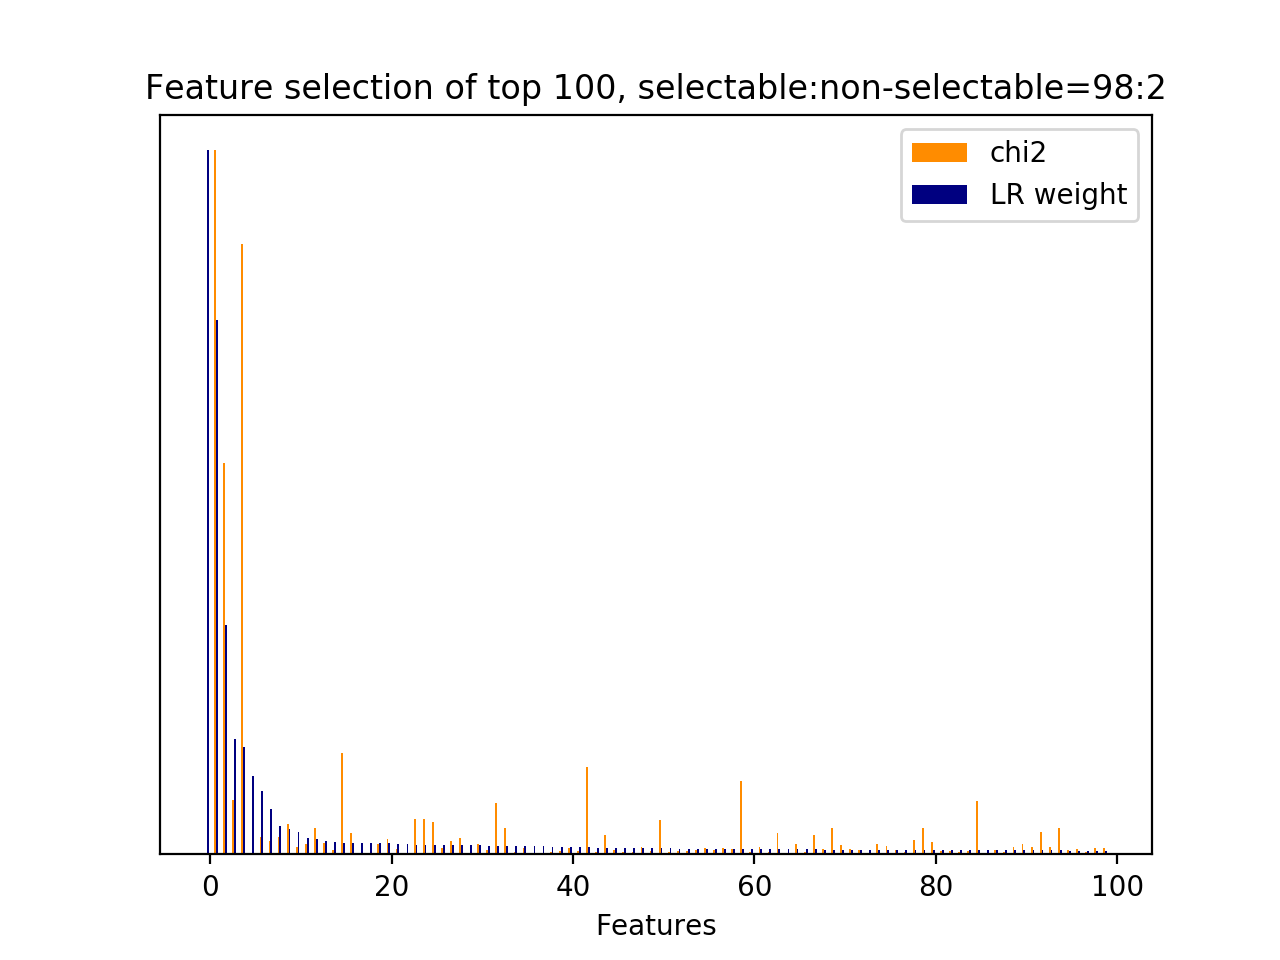 Feature selection of top 100, selectable:non-selectable=98:2
chi2
LR weight
0 20 40 60 80 100
Features